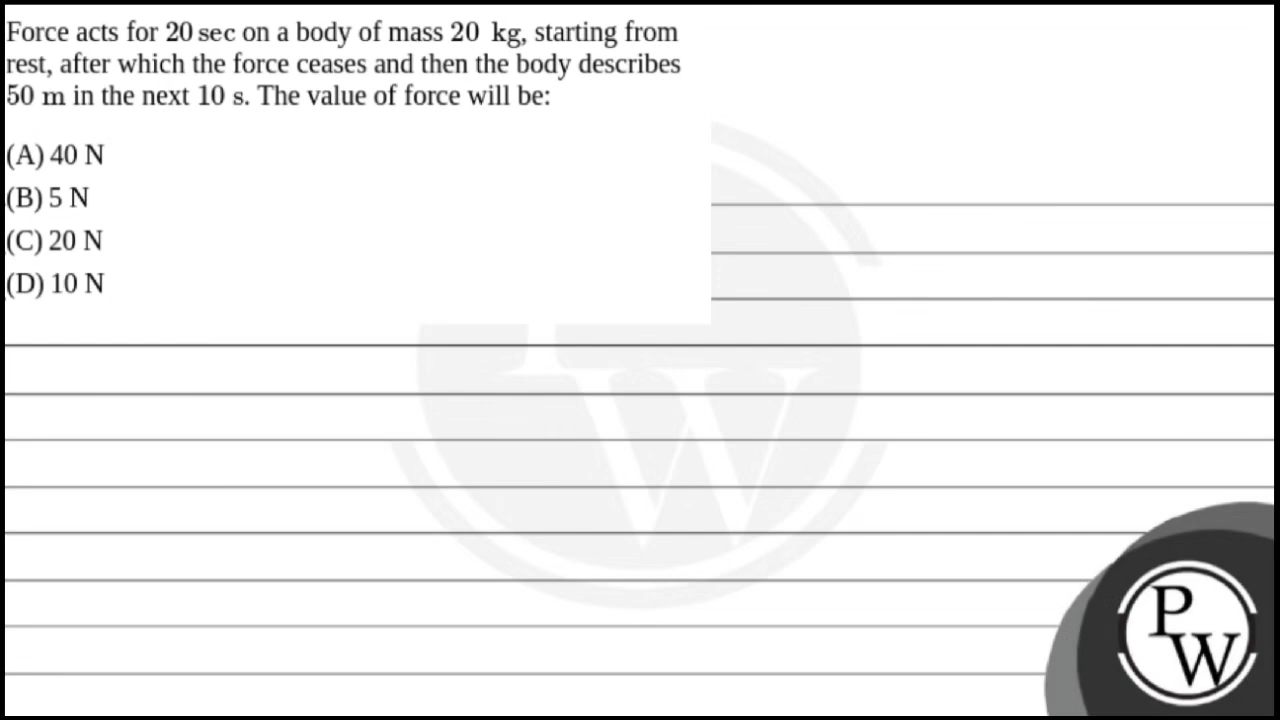 Force acts for 20 sec on a body of mass 20 kg, starting from
rest, after which the force ceases and then the body describes
50 m in the next 10 s. The value of force will be:
(A) 40 N
(B) 5 N
(C) 20 N
(D) 10 N
W
P
W